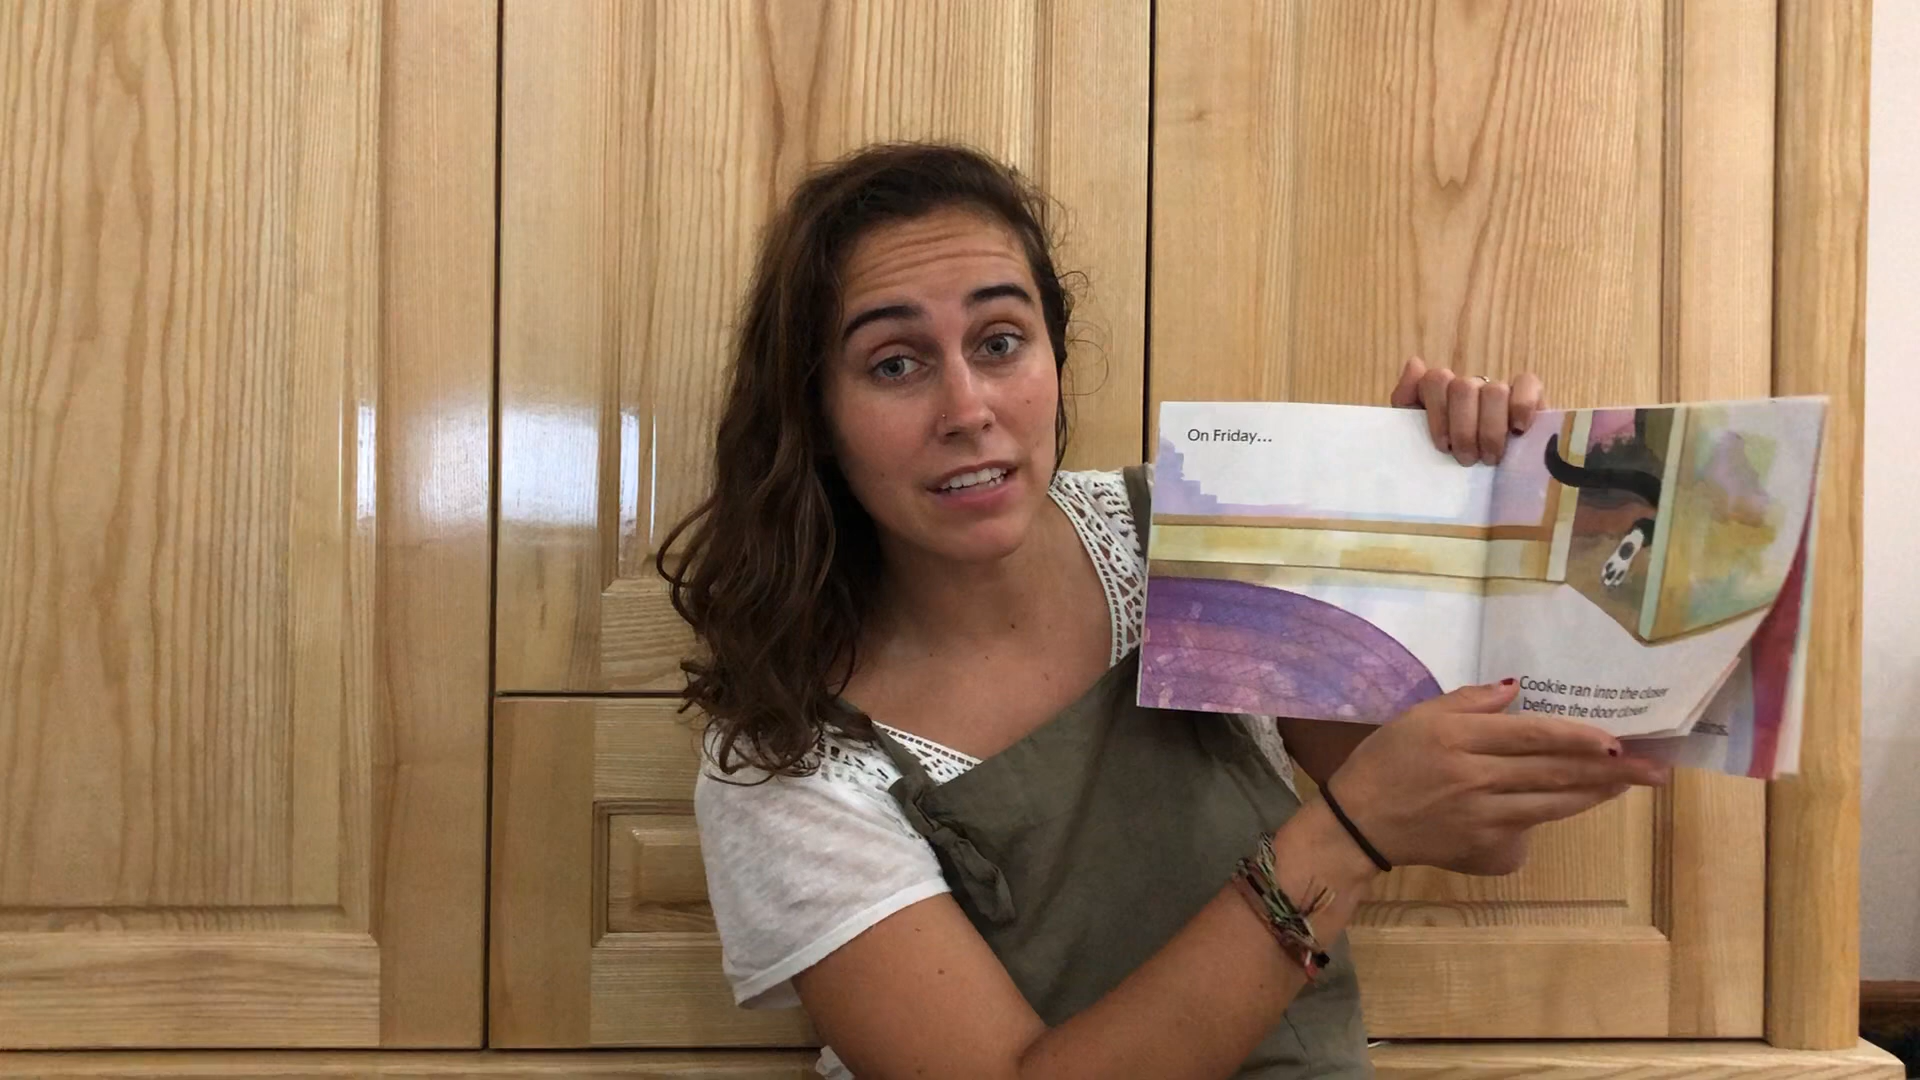 On Friday...
Cookie ran into the closet
before the door closed.